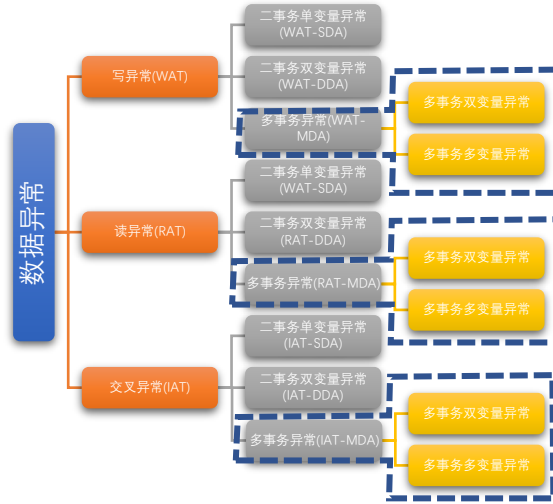 数据异常
写异常(WAT)
二事务单变量异常
(WAT-SDA)
二事务双变量异常
(WAT-DDA)
多事务异常(WAT-
MDA)
多事务双变量异常
多事务多变量异常
读异常(RAT)
二事务单变量异常
(WAT-SDA)
二事务双变量异常
(RAT-DDA)
多事务异常(RAT-MDA)
多事务双变量异常
多事务多变量异常
交叉异常(IAT)
二事务单变量异常
(IAT-SDA)
二事务双变量异常
(IAT-DDA)
多事务异常(IAT-MDA)
多事务双变量异常
多事务多变量异常